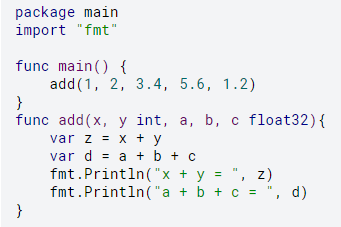 package main
import "fmt"

func main() {
    add(1, 2, 3.4, 5.6, 1.2)
}
func add(x, y int, a, b, c float32){
    var z = x + y
    var d = a + b + c
    fmt.Println("x + y = ", z)
    fmt.Println("a + b + c = ", d)
}